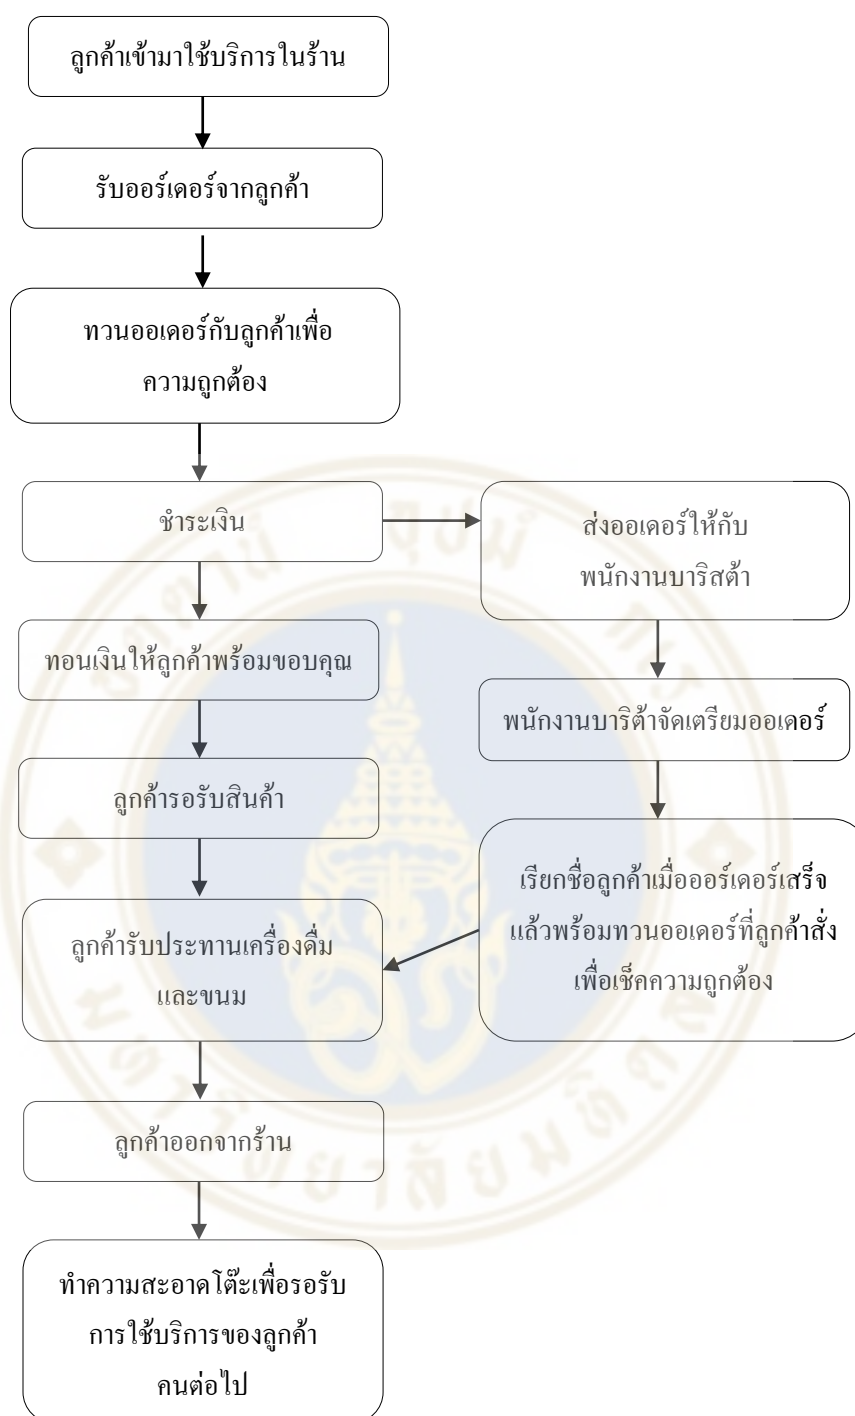 ลูกค้าเข้ามาใช้บริการในร้าน
รับออร์เดอร์จากลูกค้า
ทวนออเดอร์กับลูกค้าเพื่อ
ความถูกต้อง
ชำระเงิน
ส่งออเดอร์ให้กับ
พนักงานบาริสต้า
ทอนเงินให้ลูกค้าพร้อมขอบคุณ
พนักงานบาริต้าจัดเตรียมออเดอร์
ลูกค้ารอรับสินค้า
เรียกชื่อลูกค้าเมื่อออร์เดอร์เสร็จ
แล้วพร้อมทวนออเดอร์ที่ลูกค้าสั่ง
เพื่อเช็คความถูกต้อง
ลูกค้ารับประทานเครื่องดื่ม
และขนม
ลูกค้าออกจากร้าน
ทำความสะอาดโต๊ะเพื่อรอรับ
การใช้บริการของลูกค้า
คนต่อไป
มหาวิทยาลัยมหิดล